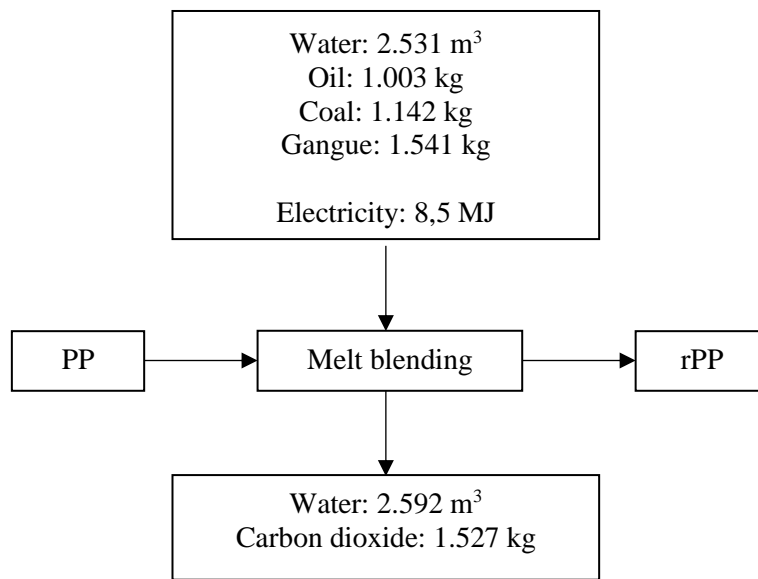 Water: 2.531 m³
Oil: 1.003 kg
Coal: 1.142 kg
Gangue: 1.541 kg
Electricity: 8,5 MJ
PP
Melt blending
rPP
Water: 2.592 m³
Carbon dioxide: 1.527 kg